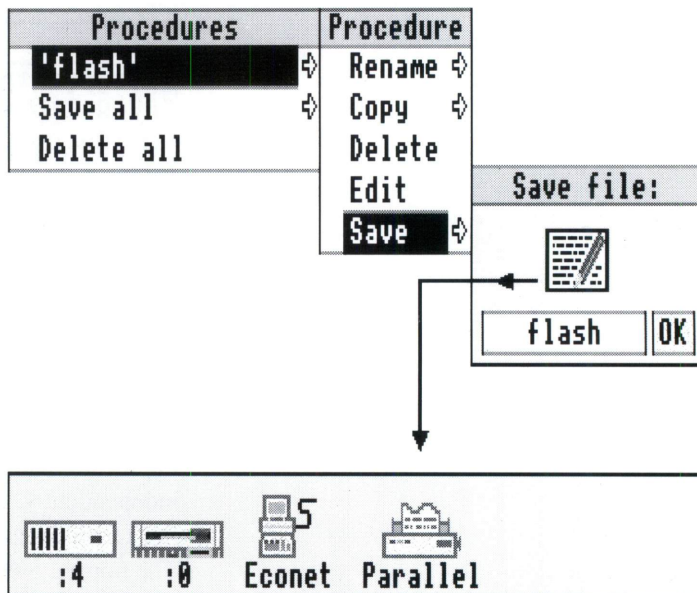 Procedures
'flash'
Save all
Delete all
Procedure
Rename
Copy
Delete
Edit
Save
Save file:
flash
OK
:4
:0
Econet
Parallel